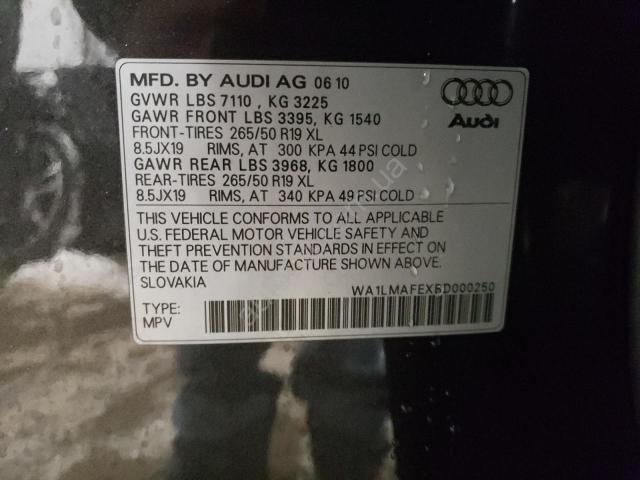 MFD. BY AUDI AG 06 10
GVWR LBS 7110 , KG 3225
GAWR FRONT LBS 3395, KG 1540
FRONT-TIRES 265/50 R19 XL
8.5JX19 RIMS, AT 300 KPA 44 PSI COLD
GAWR REAR LBS 3968, KG 1800
REAR-TIRES 265/50 R19 XL
8.5JX19 RIMS, AT 340 KPA 49 PSI COLD
THIS VEHICLE CONFORMS TO ALL APPLICABLE
U.S. FEDERAL MOTOR VEHICLE SAFETY AND
THEFT PREVENTION STANDARDS IN EFFECT ON
THE DATE OF MANUFACTURE SHOWN ABOVE.
SLOVAKIA
TYPE:
MPV
Audi